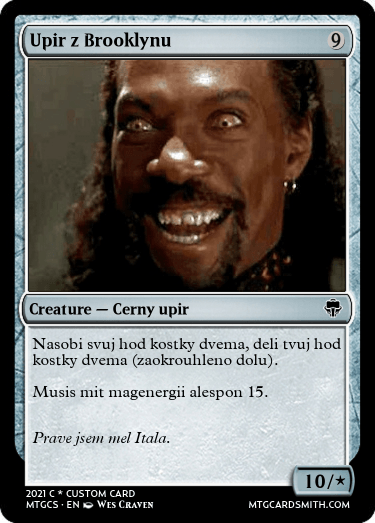 Upir z Brooklynu 9
Creature — Cerny upir
Nasobi svuj hod kostky dvema, deli tvuj hod
kostky dvema (zaokrouhleno dolu).
Musis mit magenergii alespon 15.
Prave jsem mel Itala.
10/★
2021 C * CUSTOM CARD
MTGCS · EN WES CRAVEN MTGCARDSMITH.COM